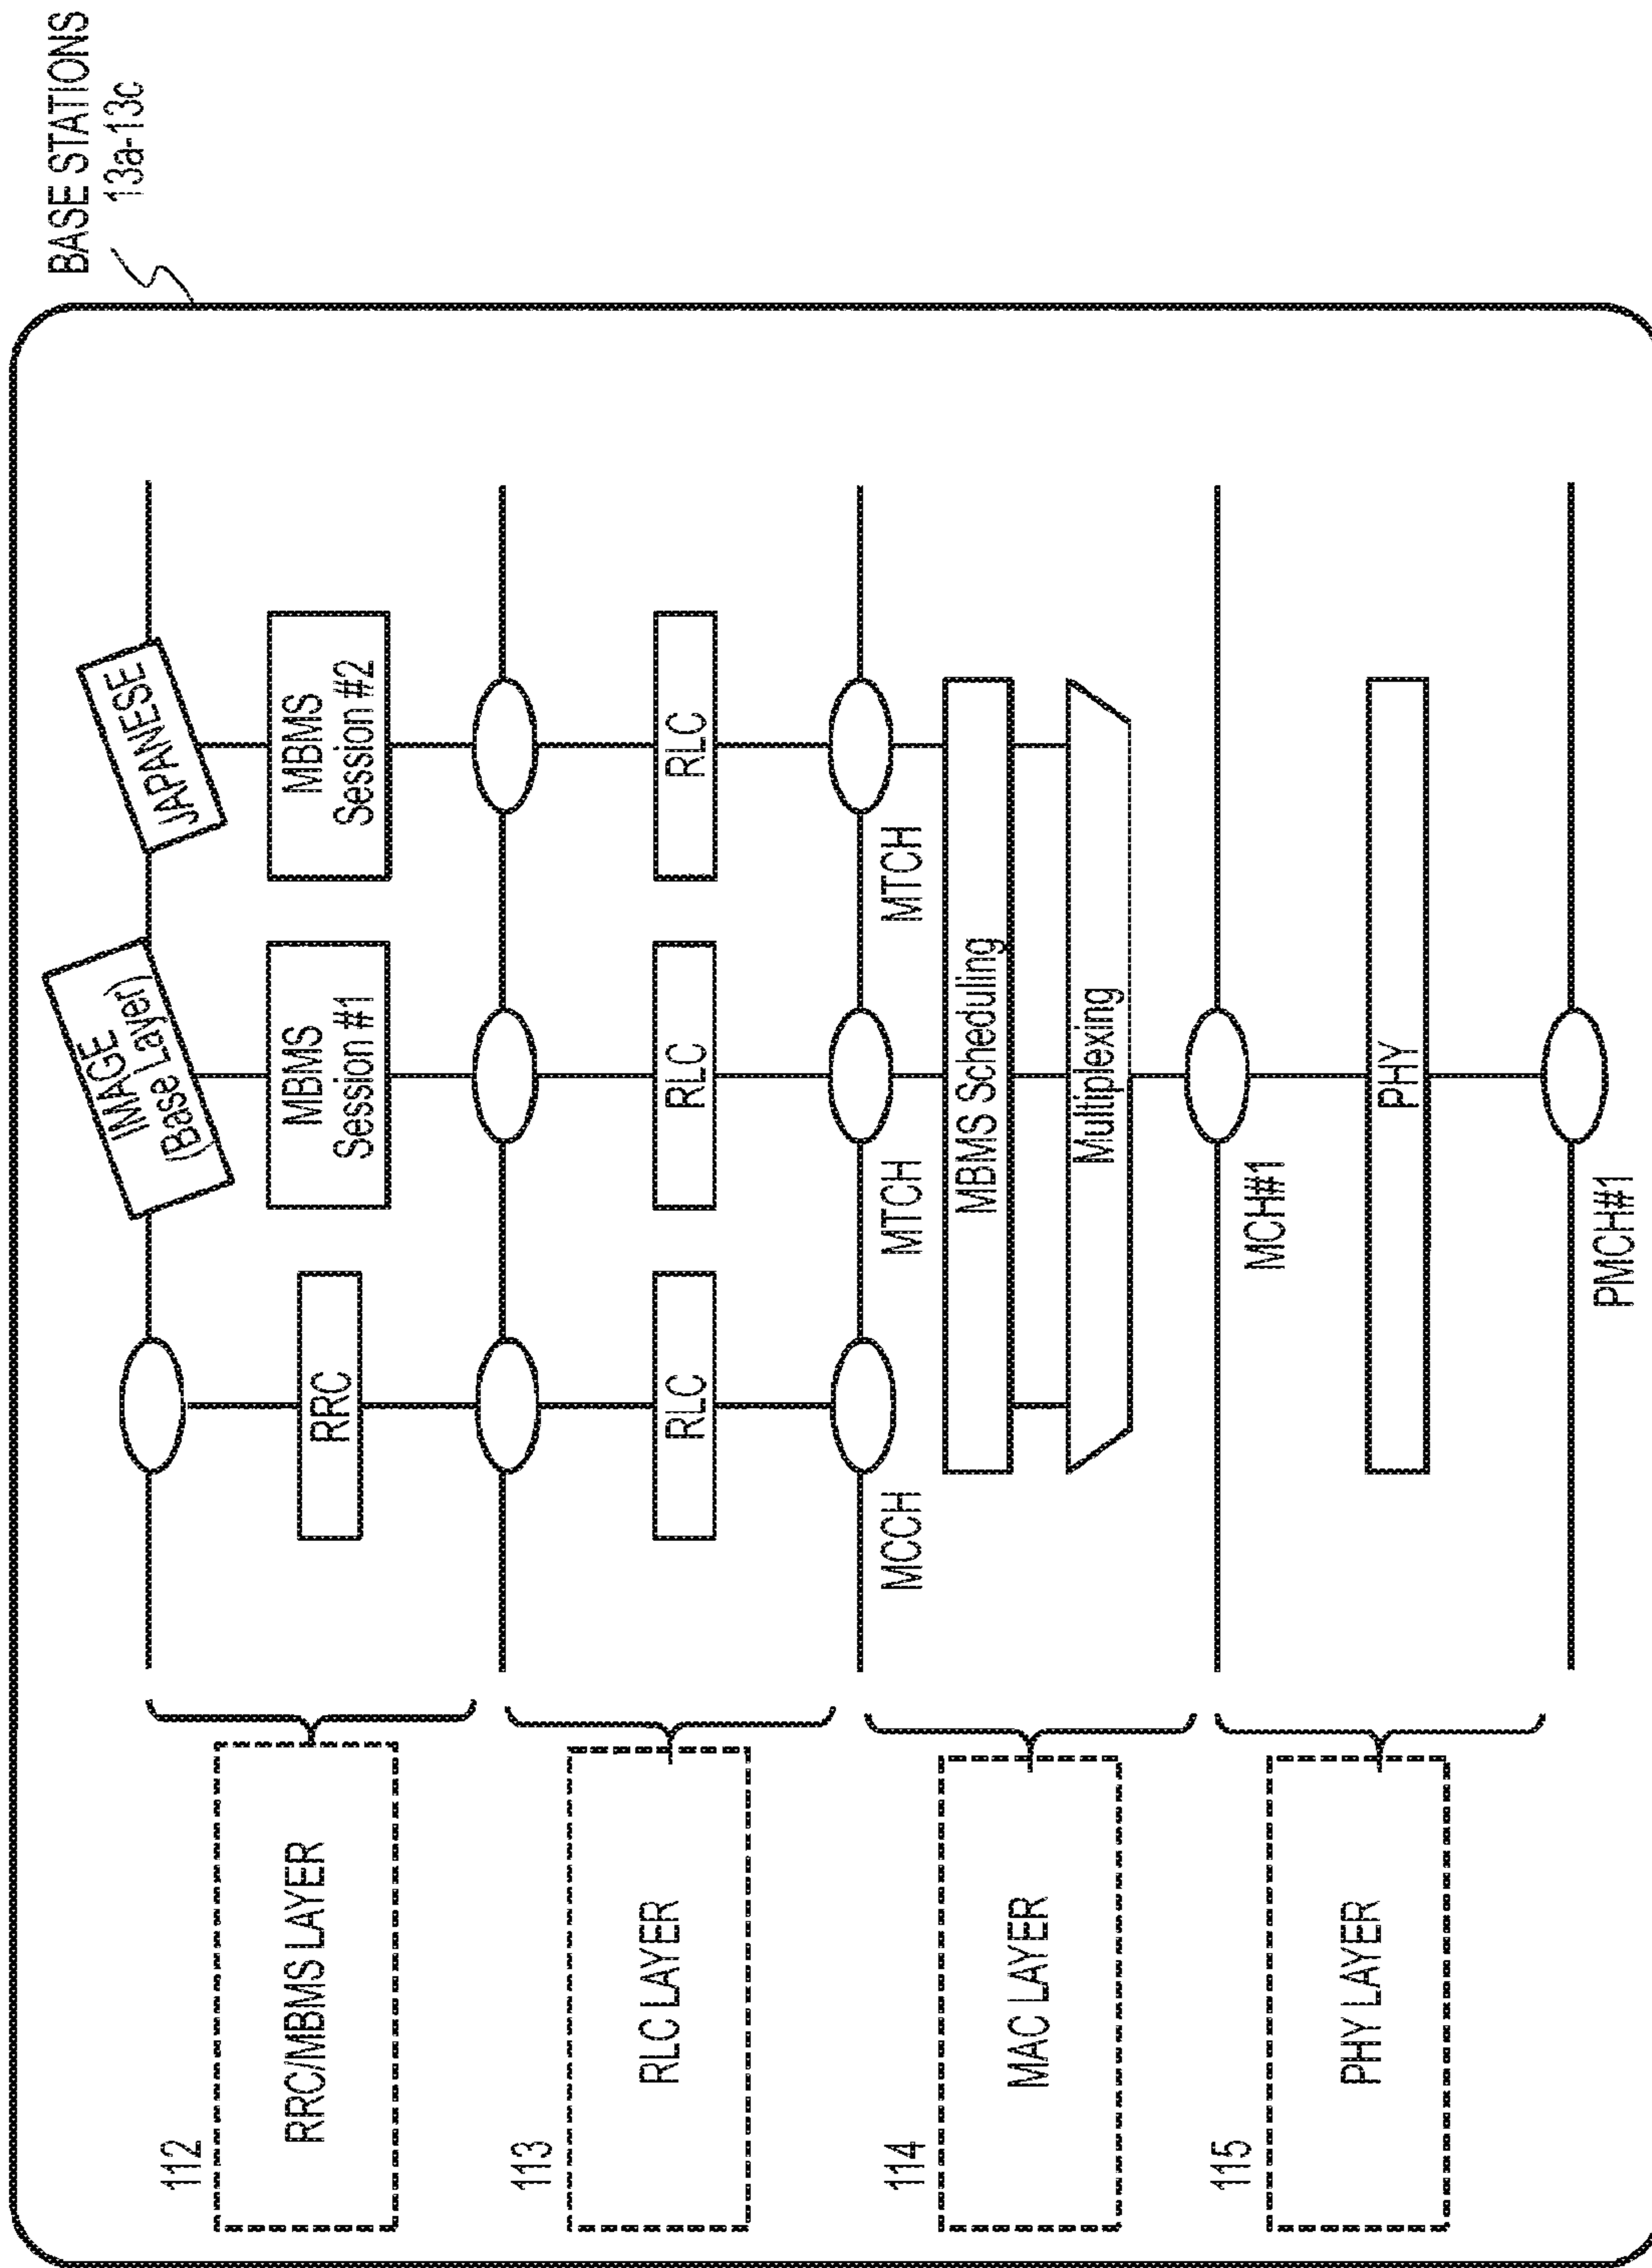 BASE STATIONS
13a-13c
112
RRC/MBMS LAYER
IMAGE
(Base Layer)
JAPANESE
RRC
MBMS
Session #1
MBMS
Session #2
113
RLC LAYER
RLC
RLC
RLC
MCCH
MTCH
MTCH
114
MAC LAYER
MBMS Scheduling
Multiplexing
MCH#1
115
PHY LAYER
PHY
PMCH#1